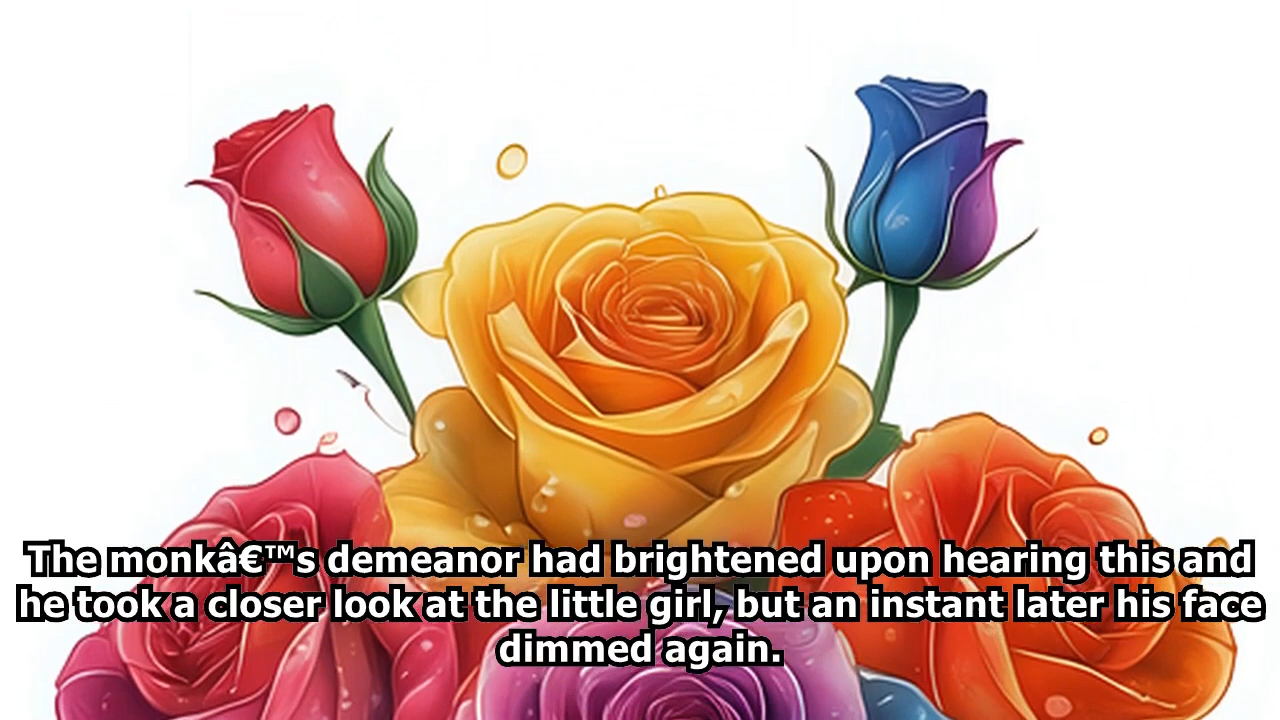 The monkâ€™s demeanor had brightened upon hearing this and
he took a closer look at the little girl, but an instant later his face
dimmed again.